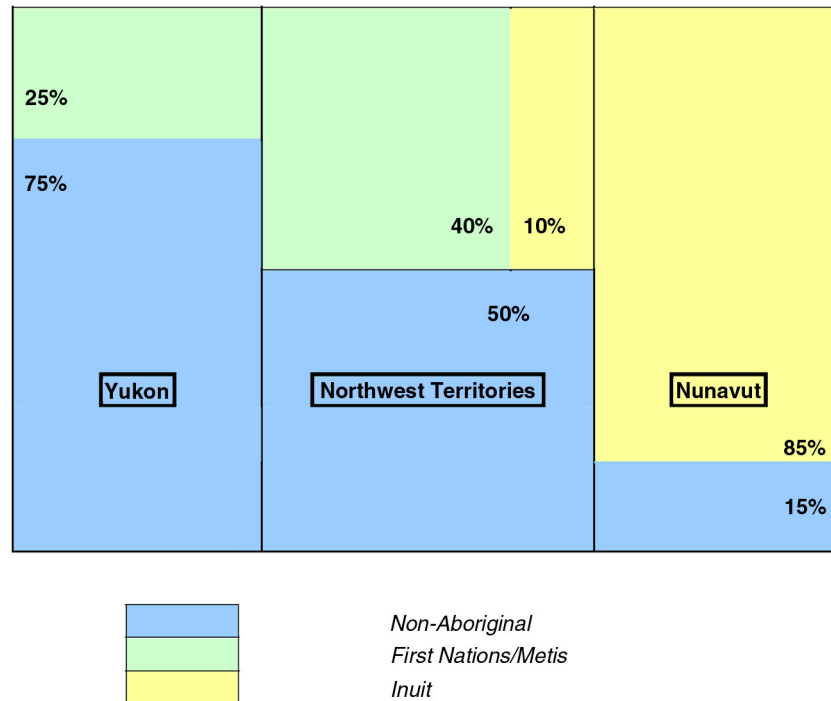 25%
75%
40% 10%
50%
Yukon Northwest Territories Nunavut
85%
15%
Non-Aboriginal
First Nations/Metis
Inuit